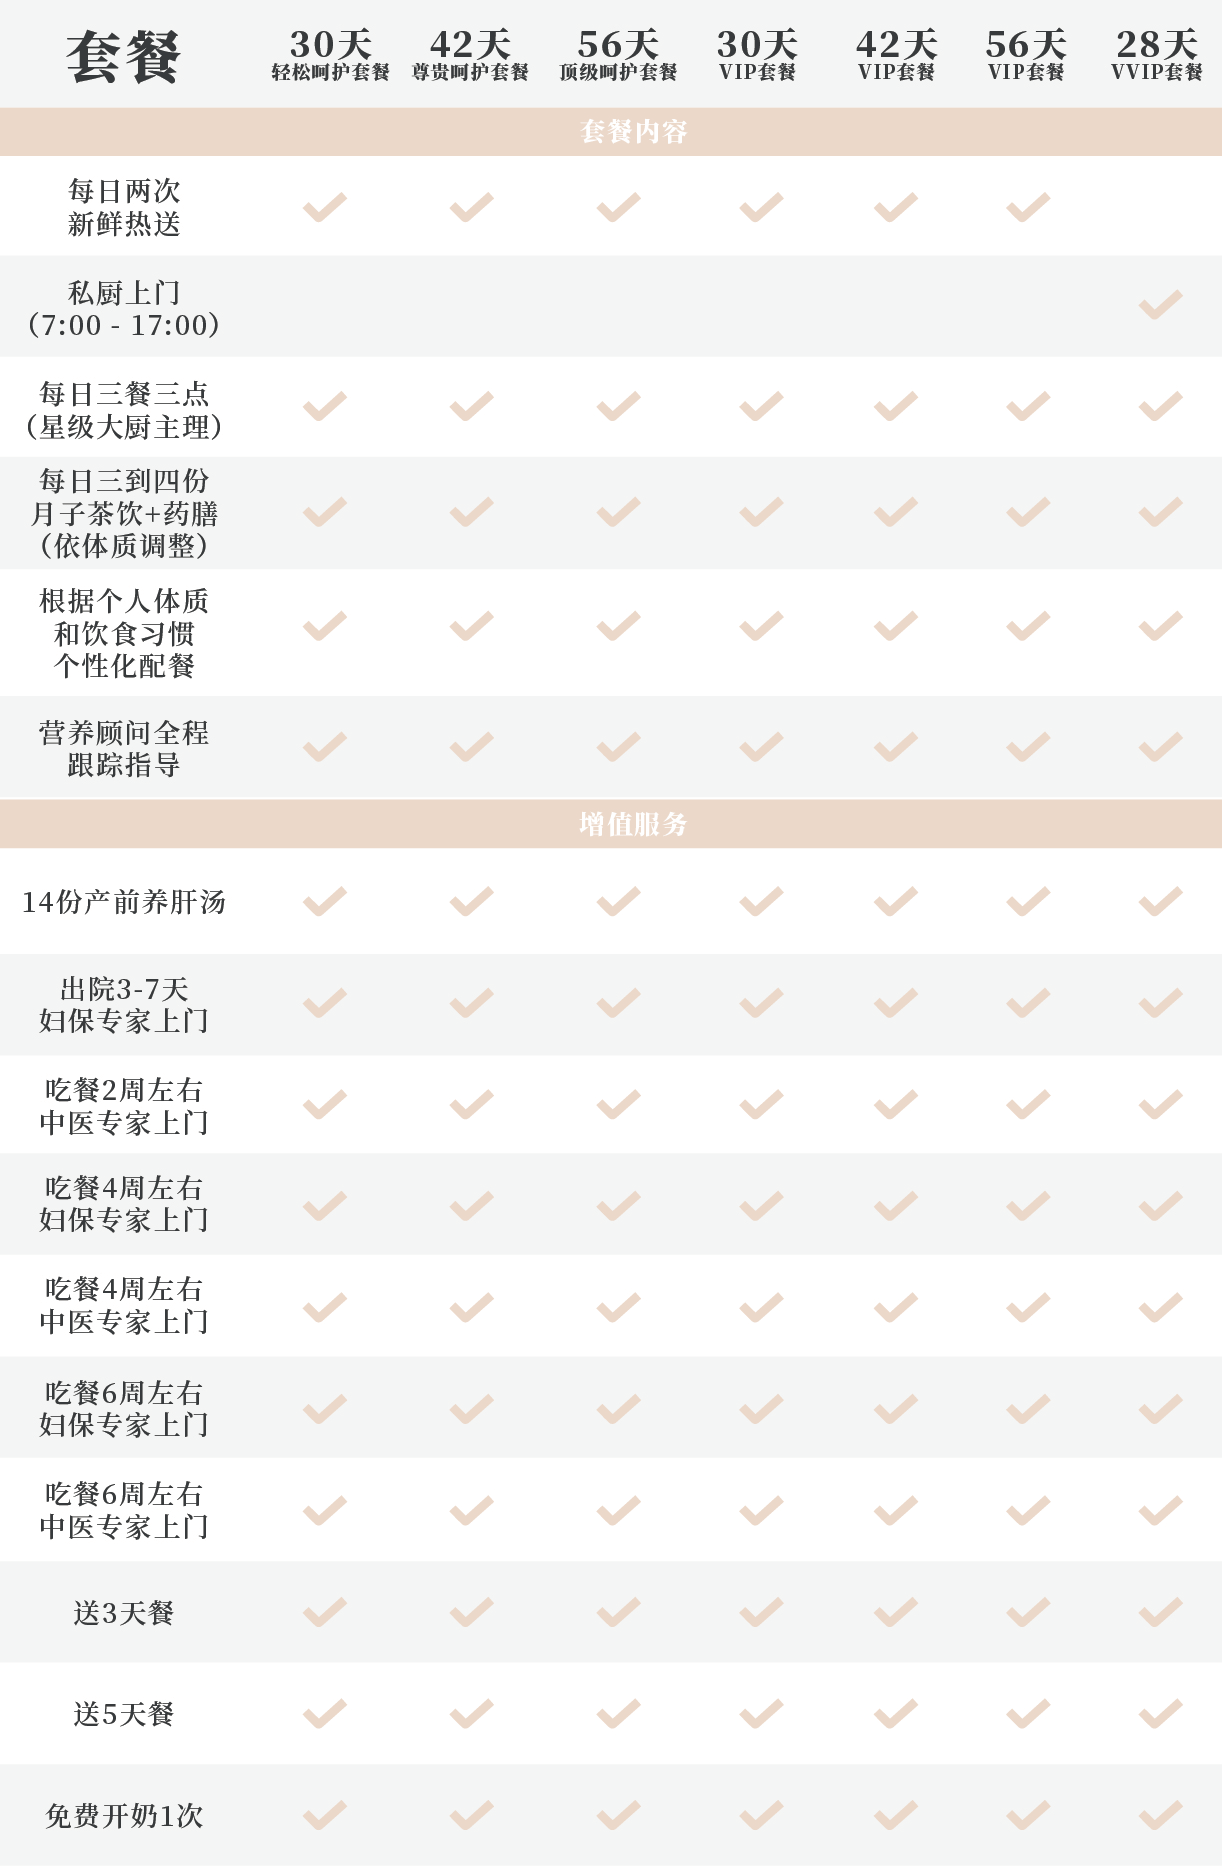 套餐
30天 42天 56天 30天 42天 56天 28天
轻松呵护套餐 尊贵呵护套餐 顶级呵护套餐 VIP套餐 VIP套餐 VIP套餐 VVIP套餐
套餐内容
每日两次
新鲜热送
私厨上门
（7:00 - 17:00）
每日三餐三点
（星级大厨主理）
每日三到四份
月子茶饮+药膳
（依体质调整）
根据个人体质
和饮食习惯
个性化配餐
营养顾问全程
跟踪指导
增值服务
14份产前养肝汤
出院3-7天
妇保专家上门
吃餐2周左右
中医专家上门
吃餐4周左右
妇保专家上门
吃餐4周左右
中医专家上门
吃餐6周左右
妇保专家上门
吃餐6周左右
中医专家上门
送3天餐
送5天餐
免费开奶1次